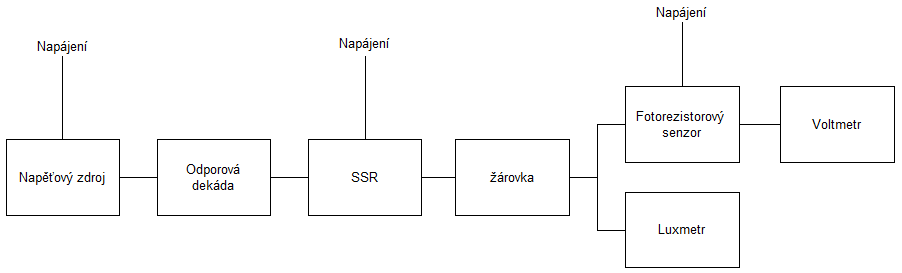 Napájení
Napájení
Napájení
Napěťový zdroj
Odporová
dekáda
SSR
žárovka
Fotorezistorový
senzor
Voltmetr
Luxmetr